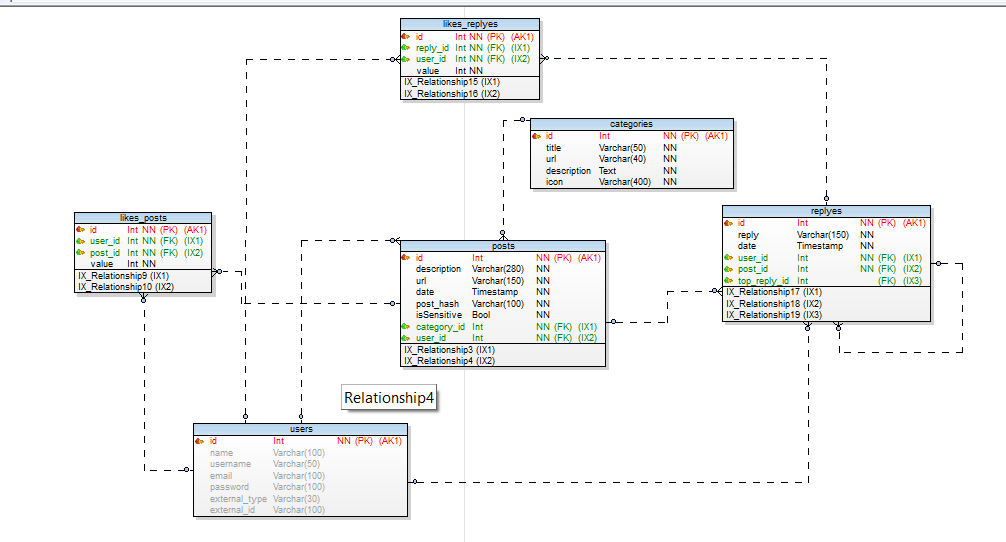 likes_replyes
id Int NN (PK) (AK1)
reply_id Int NN (FK) (IX1)
user_id Int NN (FK) (IX2)
value Int NN
IX_Relationship15 (IX1)
IX_Relationship16 (IX2)
categories
id Int NN (PK) (AK1)
title Varchar(50) NN
url Varchar(40) NN
description Text NN
icon Varchar(400) NN
likes_posts
id Int NN (PK) (AK1)
user_id Int NN (FK) (IX1)
post_id Int NN (FK) (IX2)
value Int NN
IX_Relationship9 (IX1)
IX_Relationship10 (IX2)
posts
id Int NN (PK) (AK1)
description Varchar(280) NN
url Varchar(150) NN
date Timestamp NN
post_hash Varchar(100) NN
isSensitive Bool NN
category_id Int NN (FK) (IX1)
user_id Int NN (FK) (IX2)
IX_Relationship3 (IX1)
IX_Relationship4 (IX2)
replyes
id Int NN (PK) (AK1)
reply Varchar(150) NN
date Timestamp NN
user_id Int NN (FK) (IX1)
post_id Int NN (FK) (IX2)
top_reply_id Int (FK) (IX3)
IX_Relationship17 (IX1)
IX_Relationship18 (IX2)
IX_Relationship19 (IX3)
Relationship4
users
id Int NN (PK) (AK1)
name Varchar(100)
username Varchar(50)
email Varchar(100)
password Varchar(100)
external_type Varchar(30)
external_id Varchar(100)